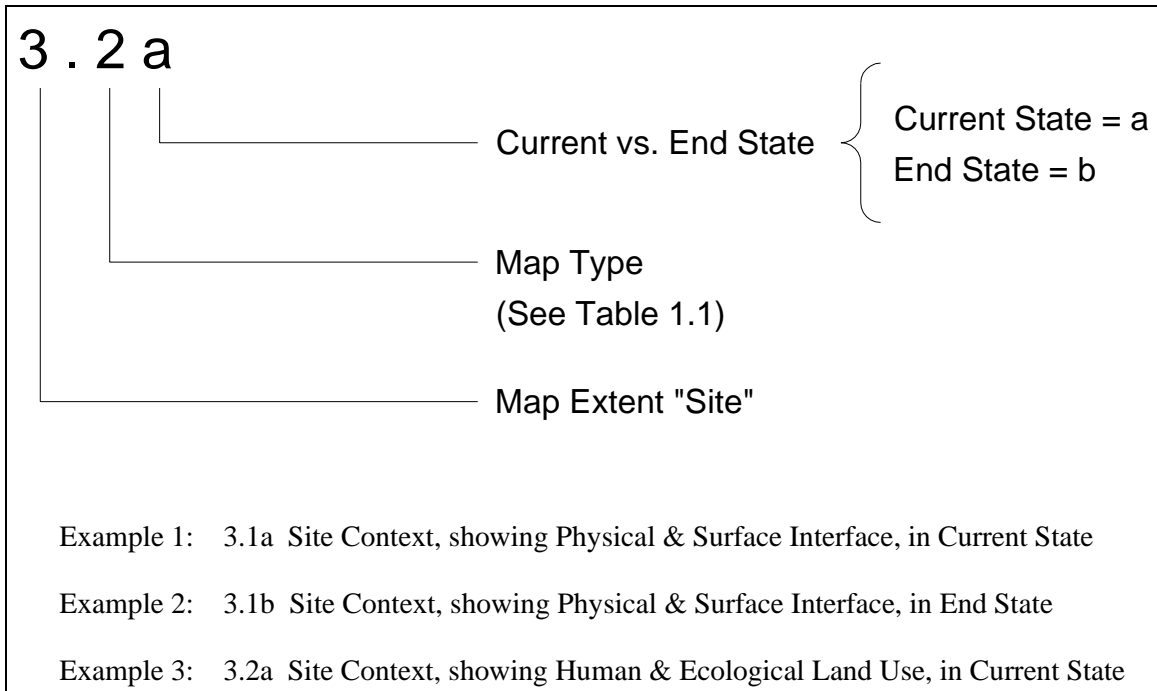 3 . 2 a
Current vs. End State
Current State = a
End State = b
Map Type
(See Table 1.1)
Map Extent "Site"
Example 1: 3.1a Site Context, showing Physical & Surface Interface, in Current State
Example 2: 3.1b Site Context, showing Physical & Surface Interface, in End State
Example 3: 3.2a Site Context, showing Human & Ecological Land Use, in Current State